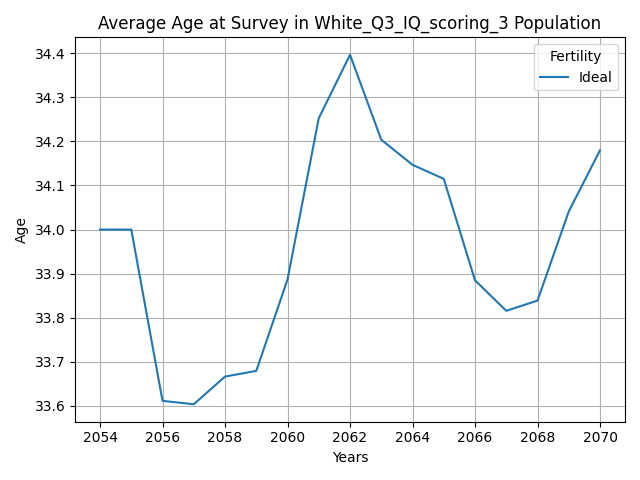 Average Age at Survey in White_Q3_IQ_scoring_3 Population
Fertility
Ideal
34.4
34.3
34.2
34.1
34.0
33.9
33.8
33.7
33.6
Age
2054 2056 2058 2060 2062 2064 2066 2068 2070
Years